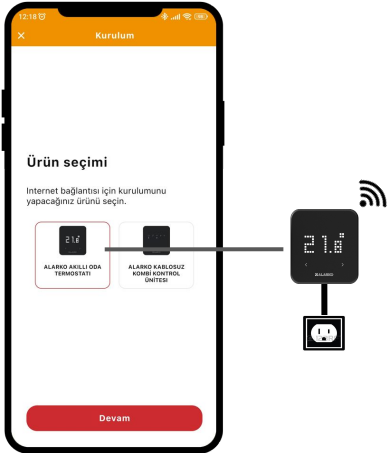 12:18
Kurulum
Ürün seçimi
Internet bağlantısı için kurulumunu
yapacağınız ürünü seçin.
21.8°
ALARKO AKILLI ODA
TERMOSTATI
ALARKO KABLOSUZ
KOMBİ KONTROL
ÜNİTESİ
21.8°
ALARKO
Devam